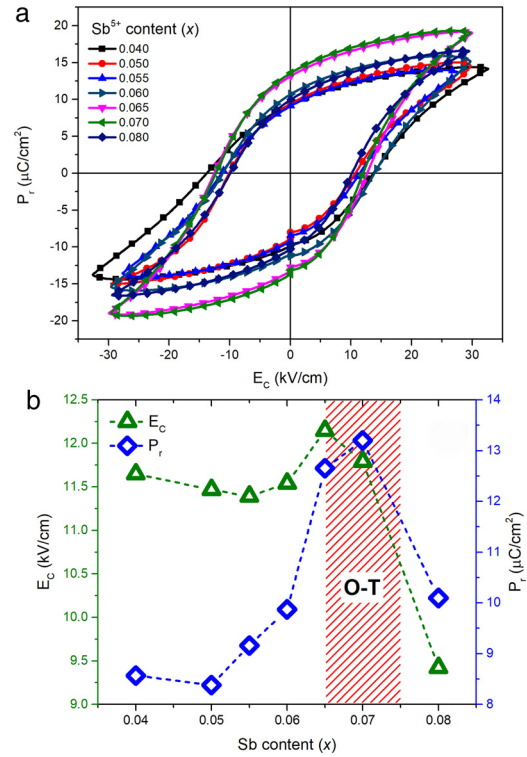 a
Sb⁵⁺ content (x)
0.040
0.050
0.055
0.060
0.065
0.070
0.080
20
15
10
5
0
-5
-10
-15
-20
Pᵣ (μC/cm²)
-30 -20 -10 0 10 20 30
E_C (kV/cm)
b
E_C
Pᵣ
12.5
12.0
11.5
11.0
10.5
10.0
9.5
9.0
E_C (kV/cm)
O-T
14
13
12
11
10
9
8
Pᵣ (μC/cm²)
0.04 0.05 0.06 0.07 0.08
Sb content (x)